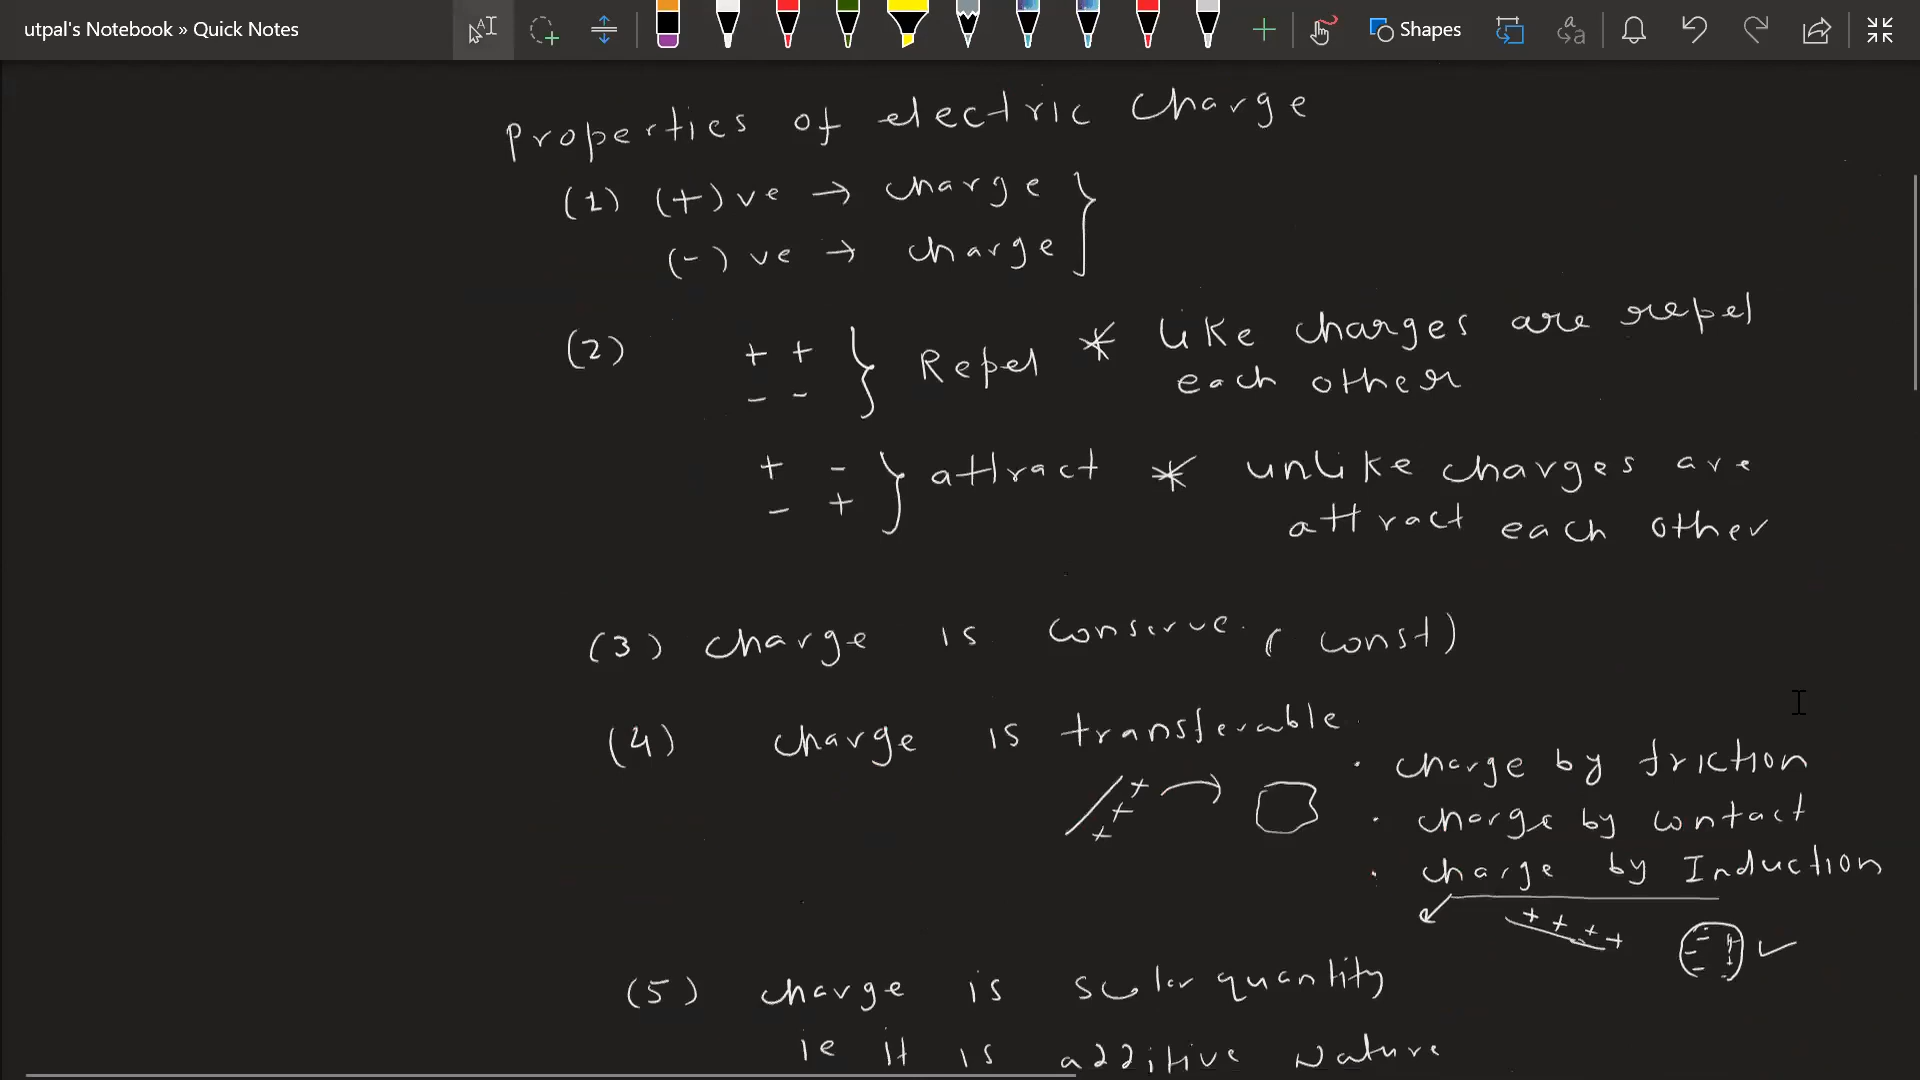 utpal's Notebook » Quick Notes
Shapes
Properties of electric charge
(1) (+)ve → charge
(-) ve → charge
(2) + + - - } Repel * like charges are repel
each other
+ - - + } attract * unlike charges are
attract each other
(3) charge is conserve. (const)
(4) charge is transferable.
· charge by friction
· charge by contact
· charge by Induction
+ + +
+ + + +
(5) charge is scalar quantity
ie it is additive Nature